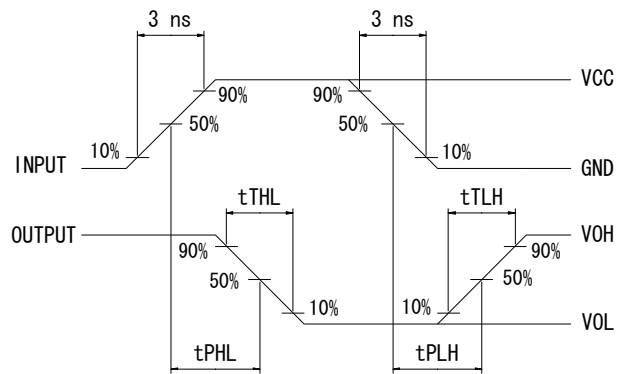 3 ns 3 ns
VCC
90% 90%
50% 50%
10% 10%
INPUT GND
tTHL tTLH
OUTPUT VOH
90% 90%
50% 50%
10% 10%
VOL
tPHL tPLH